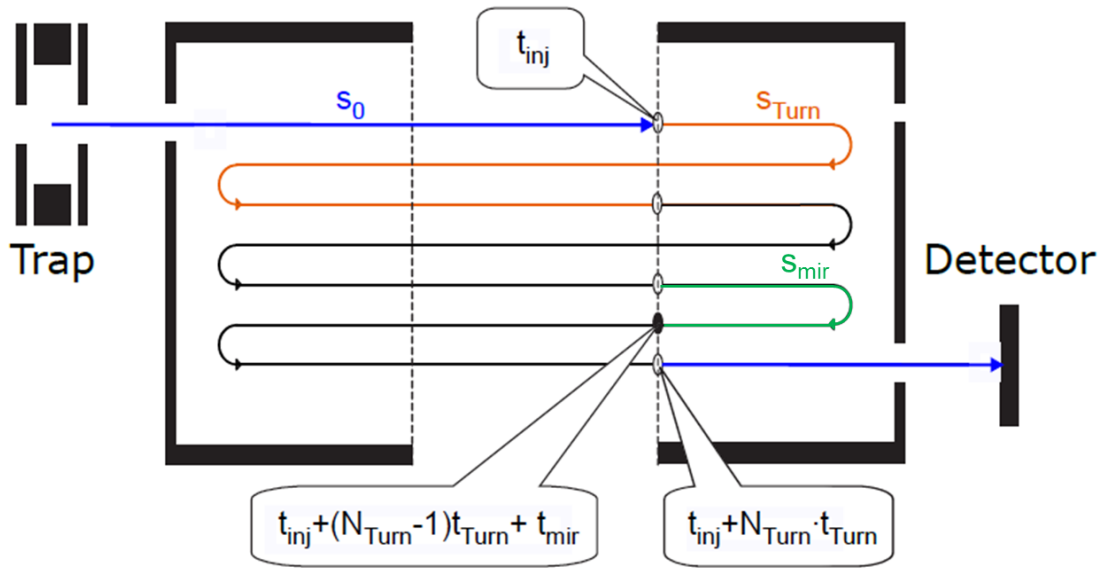 t_inj
s_0
s_Turn
Trap
s_mir
Detector
t_inj+(N_Turn-1)t_Turn+ t_mir
t_inj+N_Turn·t_Turn